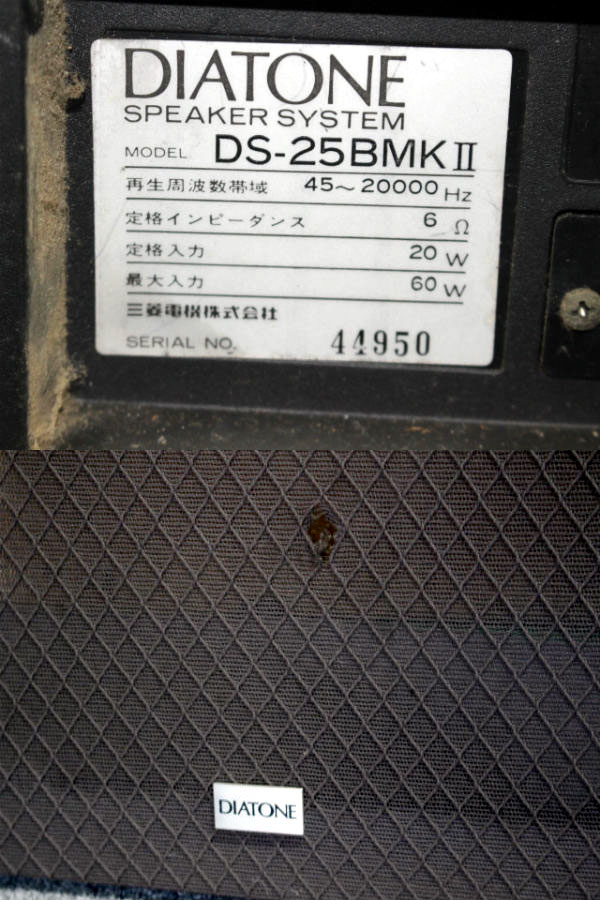 DIATONE
SPEAKER SYSTEM
MODEL DS-25BMKⅡ
再生周波数帯域 45～20000 Hz
定格インピーダンス 6 Ω
定格入力 20 W
最大入力 60 W
三菱電機株式会社
SERIAL NO. 44950
DIATONE